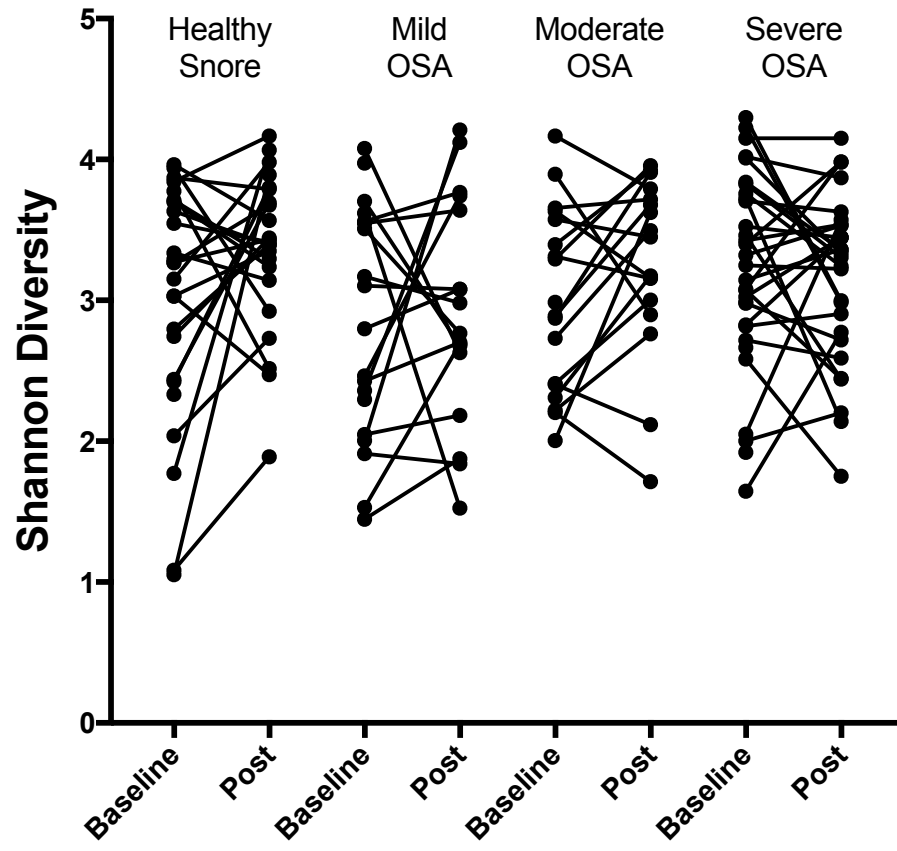 Healthy
Snore
Mild
OSA
Moderate
OSA
Severe
OSA
Shannon Diversity
5
4
3
2
1
0
Baseline
Post
Baseline
Post
Baseline
Post
Baseline
Post